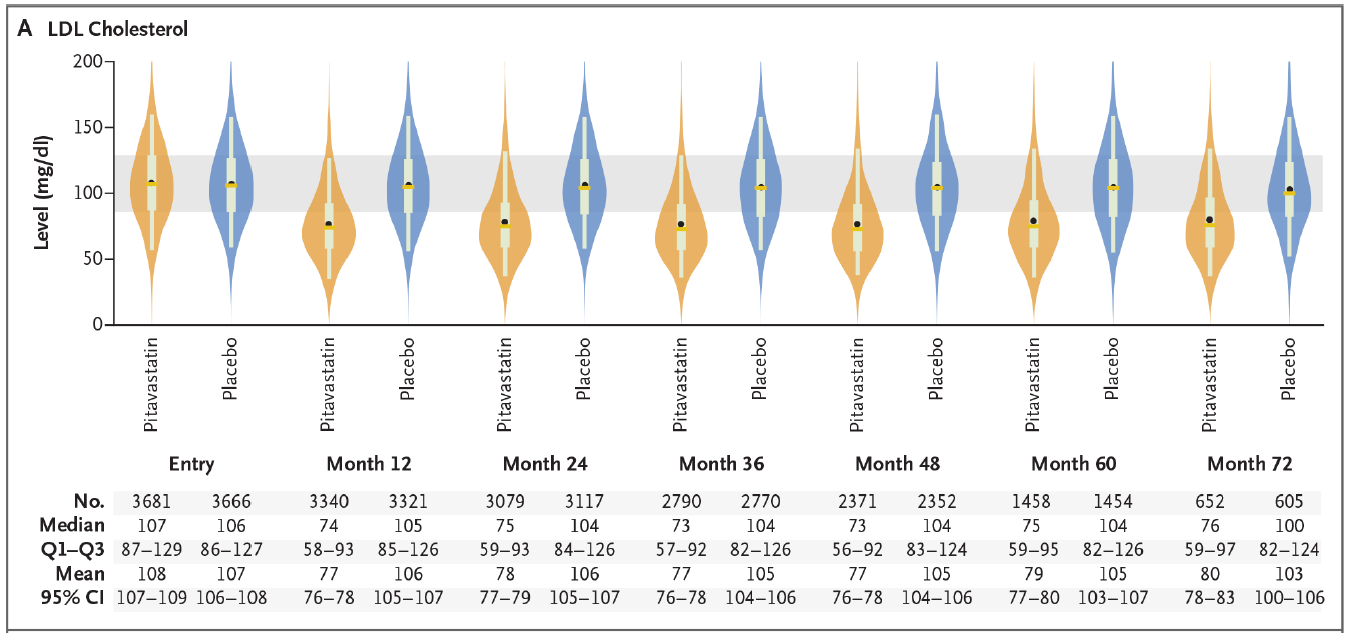 A LDL Cholesterol
200
150
100
50
0
Level (mg/dl)
Pitavastatin Placebo Pitavastatin Placebo Pitavastatin Placebo Pitavastatin Placebo Pitavastatin Placebo Pitavastatin Placebo Pitavastatin Placebo
Entry Month 12 Month 24 Month 36 Month 48 Month 60 Month 72
No. 3681 3666 3340 3321 3079 3117 2790 2770 2371 2352 1458 1454 652 605
Median 107 106 74 105 75 104 73 104 73 104 75 104 76 100
Q1–Q3 87–129 86–127 58–93 85–126 59–93 84–126 57–92 82–126 56–92 83–124 59–95 82–126 59–97 82–124
Mean 108 107 77 106 78 106 77 105 77 105 79 105 80 103
95% CI 107–109 106–108 76–78 105–107 77–79 105–107 76–78 104–106 76–78 104–106 77–80 103–107 78–83 100–106